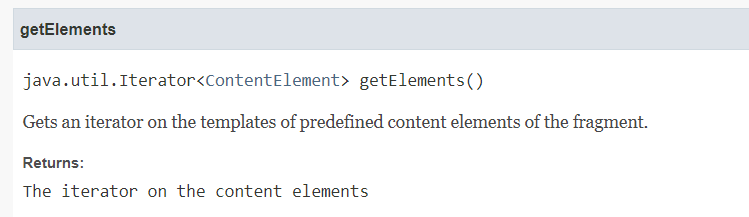 getElements
java.util.Iterator<ContentElement> getElements()
Gets an iterator on the templates of predefined content elements of the fragment.
Returns:
The iterator on the content elements